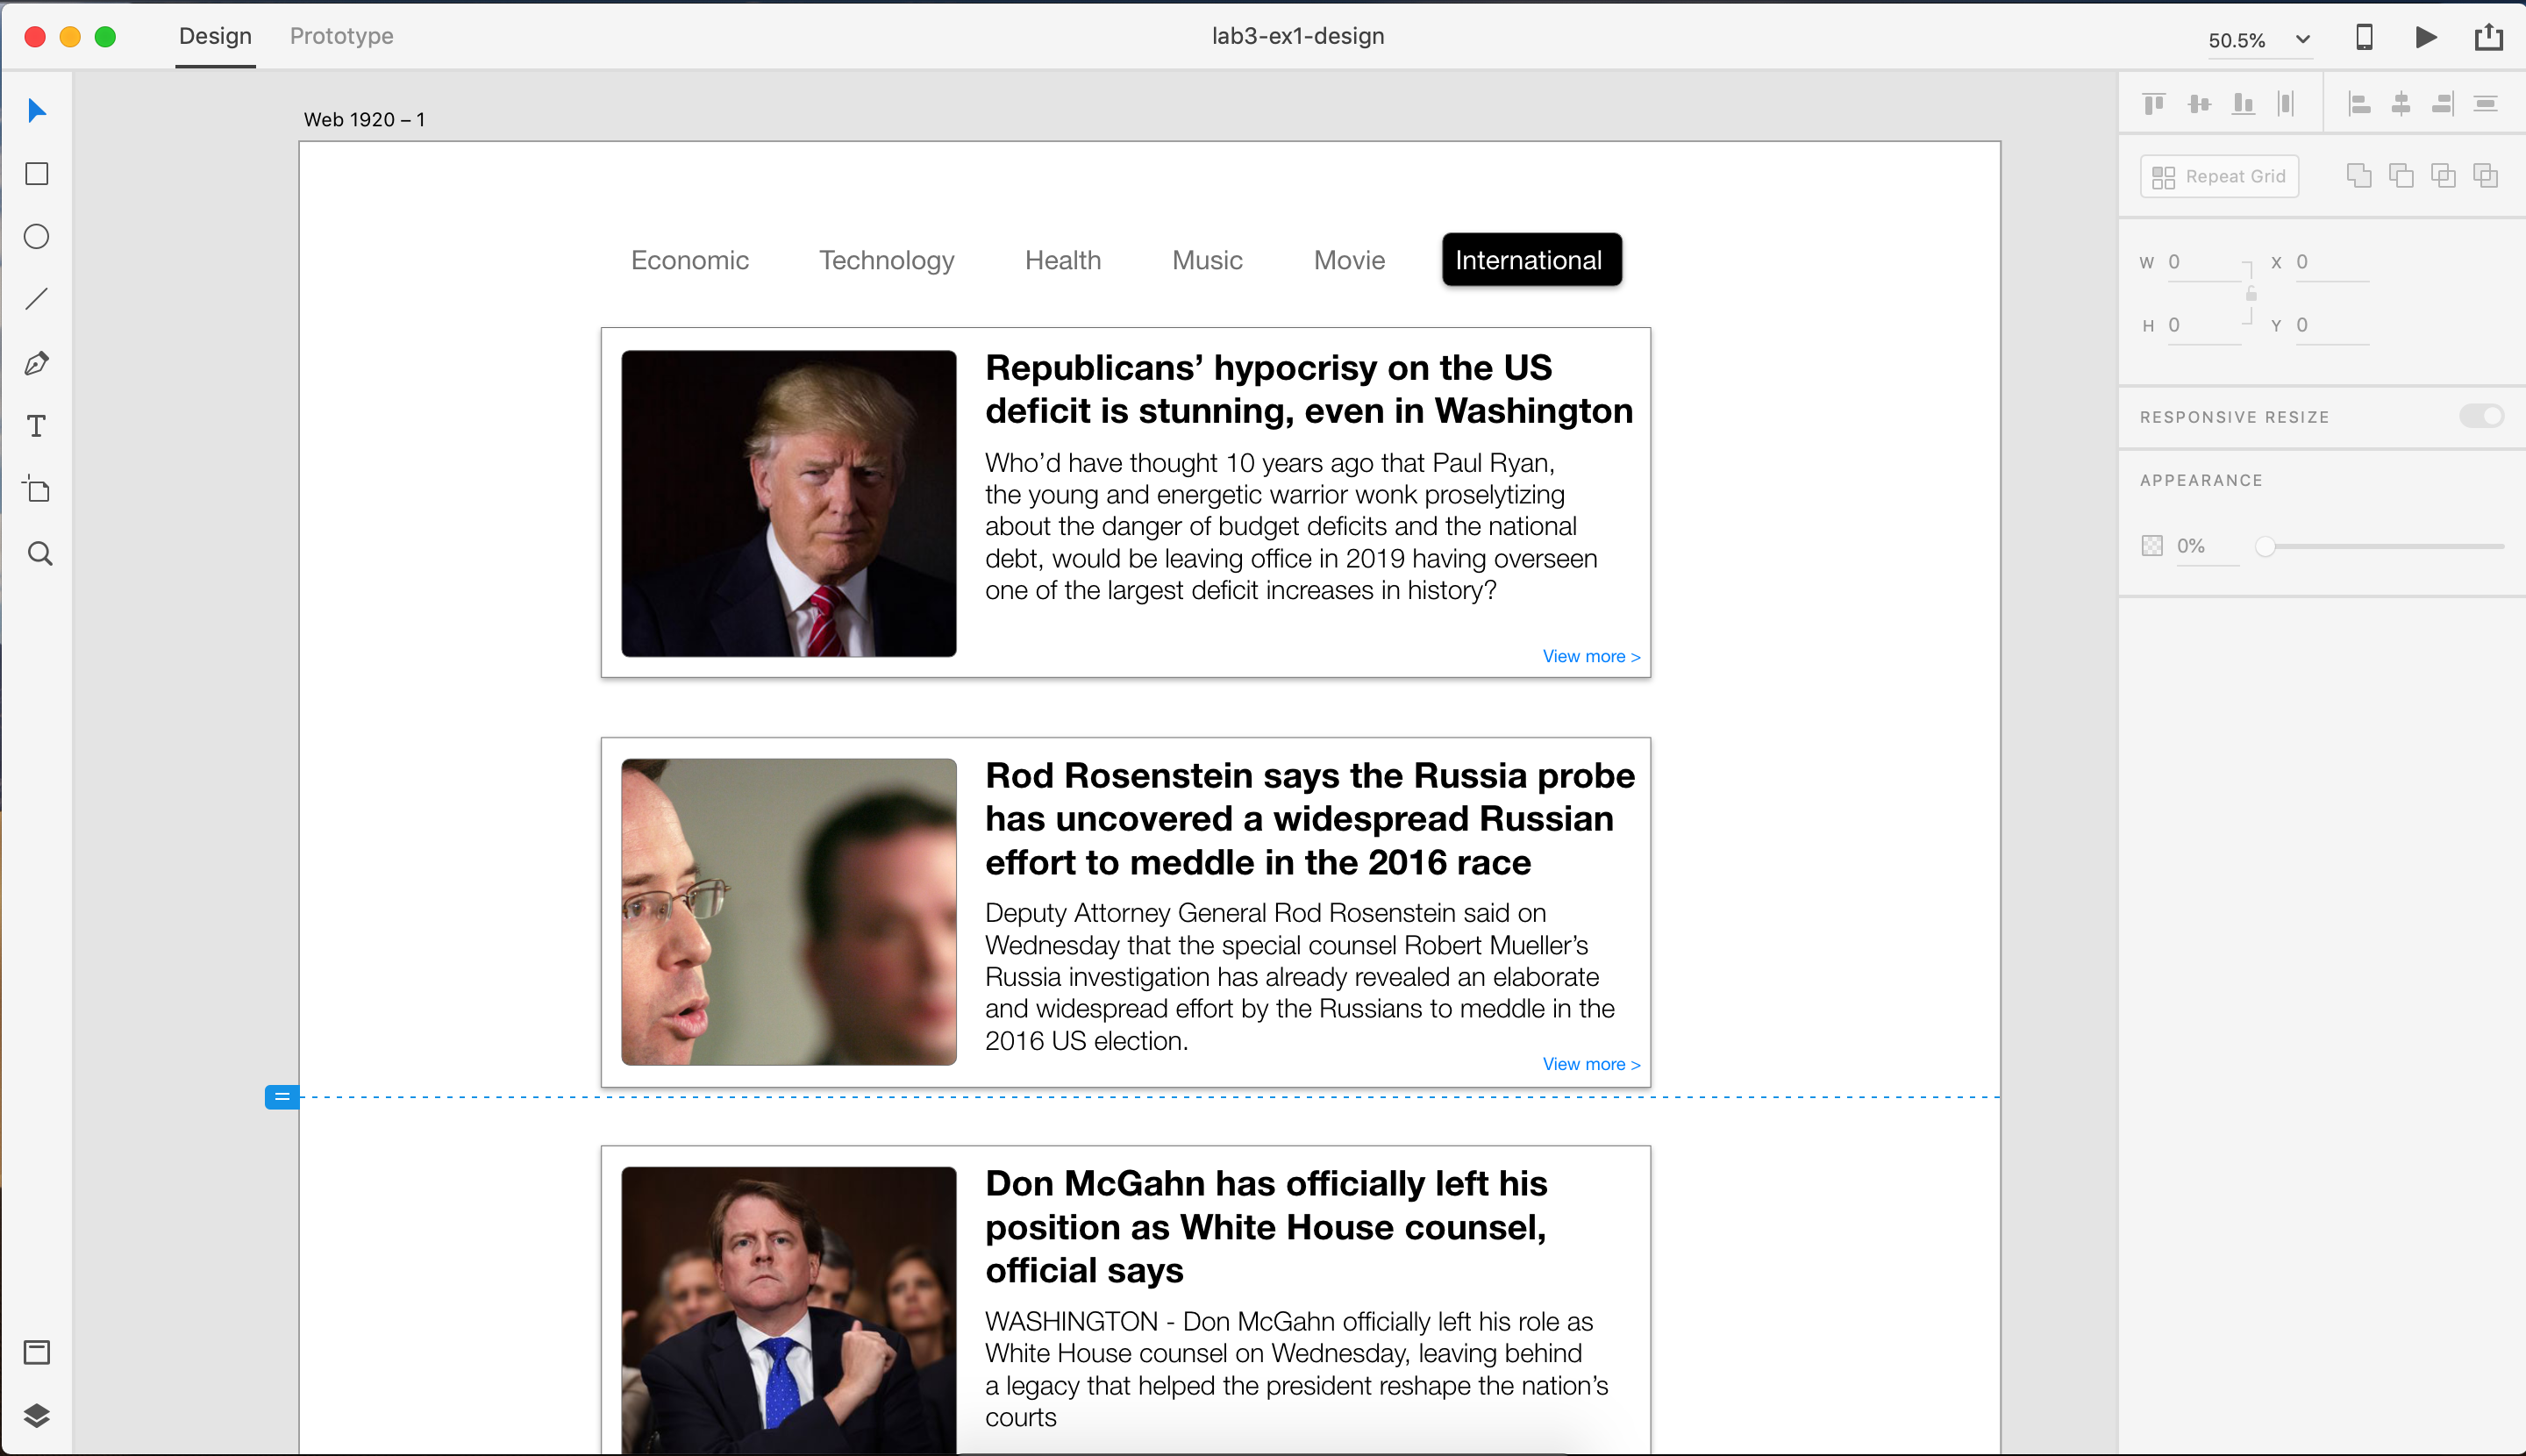 Design Prototype lab3-ex1-design 50.5%
Web 1920 – 1
Repeat Grid
Economic Technology Health Music Movie International
W 0 X 0
H 0 Y 0
RESPONSIVE RESIZE
APPEARANCE
0%
Republicans’ hypocrisy on the US
deficit is stunning, even in Washington
Who’d have thought 10 years ago that Paul Ryan,
the young and energetic warrior wonk proselytizing
about the danger of budget deficits and the national
debt, would be leaving office in 2019 having overseen
one of the largest deficit increases in history?
View more >
Rod Rosenstein says the Russia probe
has uncovered a widespread Russian
effort to meddle in the 2016 race
Deputy Attorney General Rod Rosenstein said on
Wednesday that the special counsel Robert Mueller’s
Russia investigation has already revealed an elaborate
and widespread effort by the Russians to meddle in the
2016 US election.
View more >
Don McGahn has officially left his
position as White House counsel,
official says
WASHINGTON - Don McGahn officially left his role as
White House counsel on Wednesday, leaving behind
a legacy that helped the president reshape the nation’s
courts